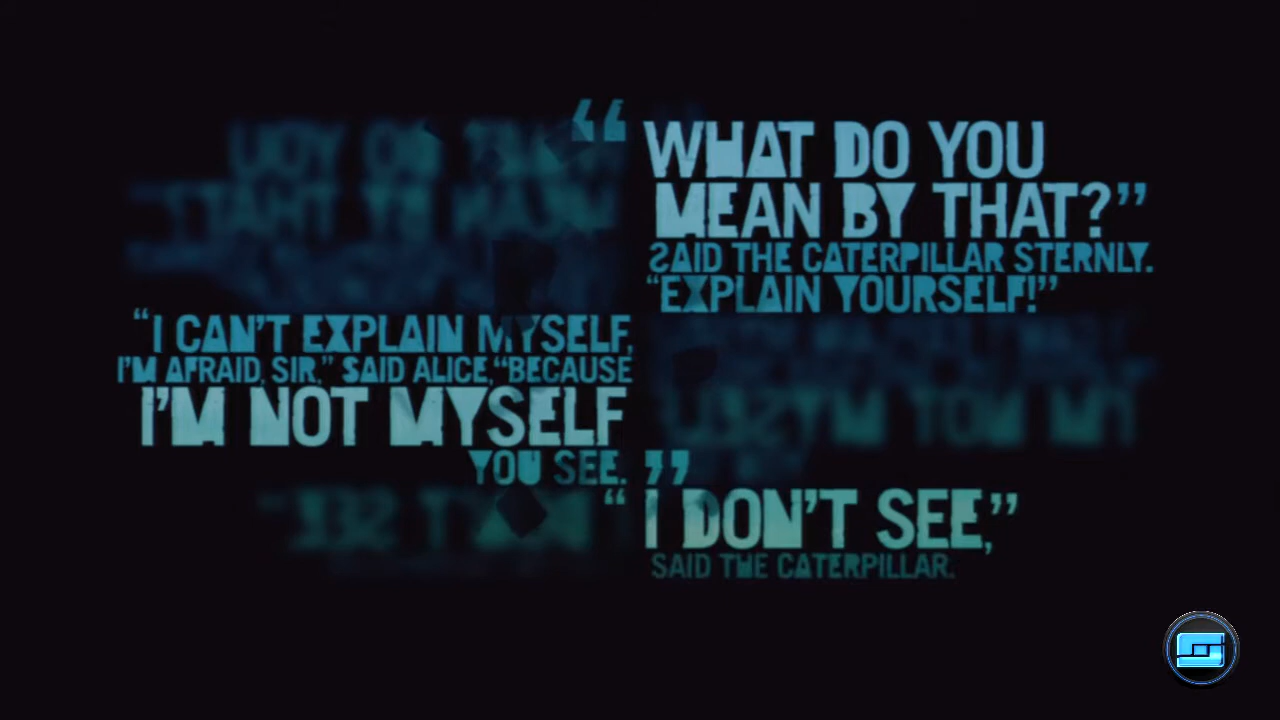 “WHAT DO YOU
MEAN BY THAT?”
SAID THE CATERPILLAR STERNLY.
“EXPLAIN YOURSELF!”
“I CAN’T EXPLAIN MYSELF,
I’M AFRAID, SIR,” SAID ALICE, “BECAUSE
I’M NOT MYSELF
YOU SEE.”
“I DON’T SEE,”
SAID THE CATERPILLAR.